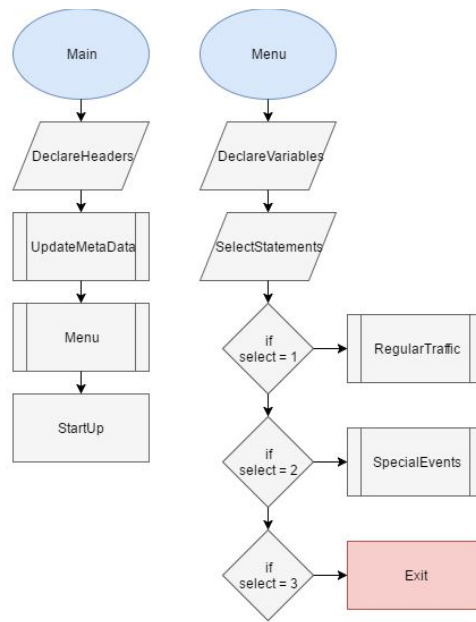 Main
DeclareHeaders
UpdateMetaData
Menu
StartUp
Menu
DeclareVariables
SelectStatements
if
select = 1
RegularTraffic
if
select = 2
SpecialEvents
if
select = 3
Exit